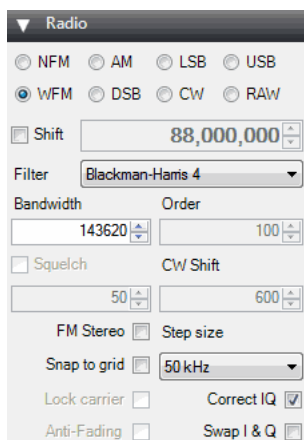 Radio
NFM AM LSB USB
WFM DSB CW RAW
Shift 88,000,000
Filter Blackman-Harris 4
Bandwidth Order
143620 100
Squelch CW Shift
50 600
FM Stereo Step size
Snap to grid 50 kHz
Lock carrier Correct IQ
Anti-Fading Swap I & Q